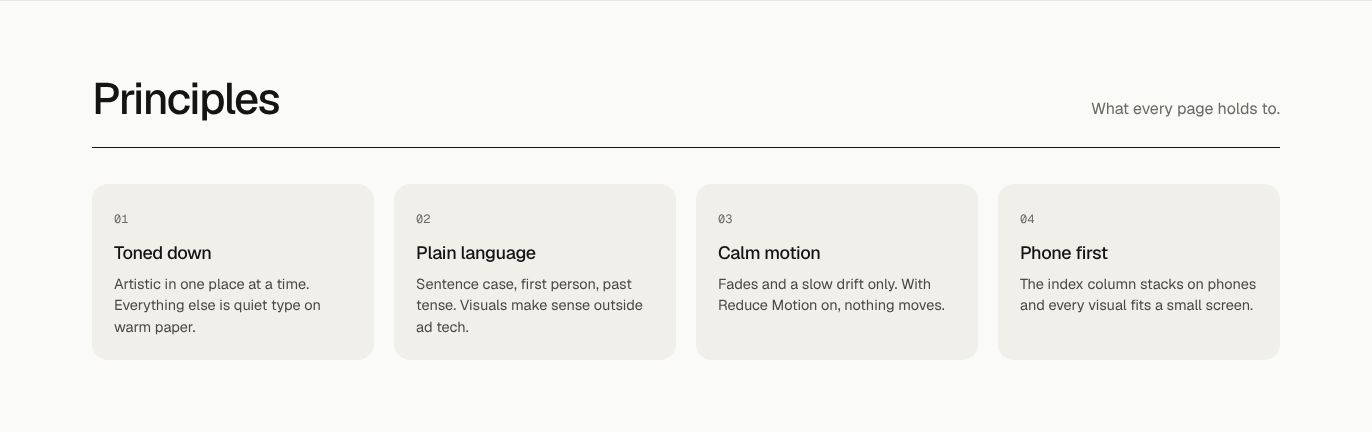 Principles
What every page holds to.
01
Toned down
Artistic in one place at a time.
Everything else is quiet type on
warm paper.
02
Plain language
Sentence case, first person, past
tense. Visuals make sense outside
ad tech.
03
Calm motion
Fades and a slow drift only. With
Reduce Motion on, nothing moves.
04
Phone first
The index column stacks on phones
and every visual fits a small screen.